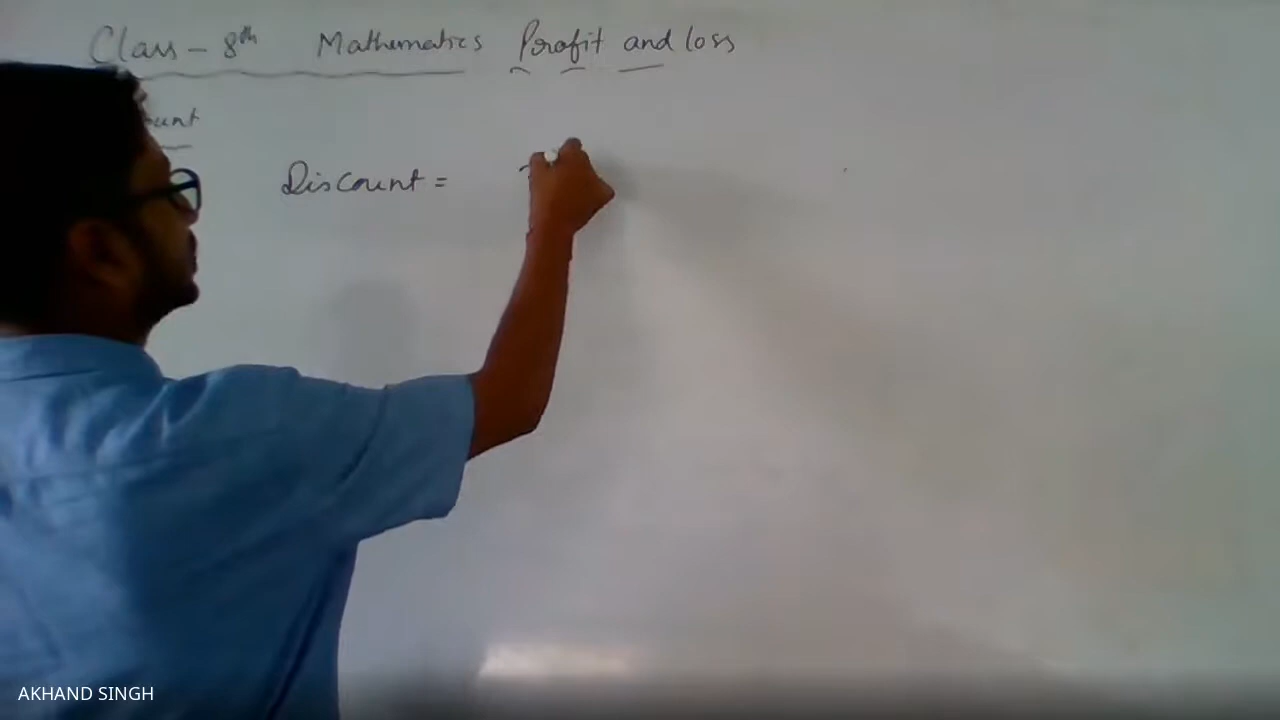 Class - 8th Mathematics Profit and loss
Discount =
AKHAND SINGH